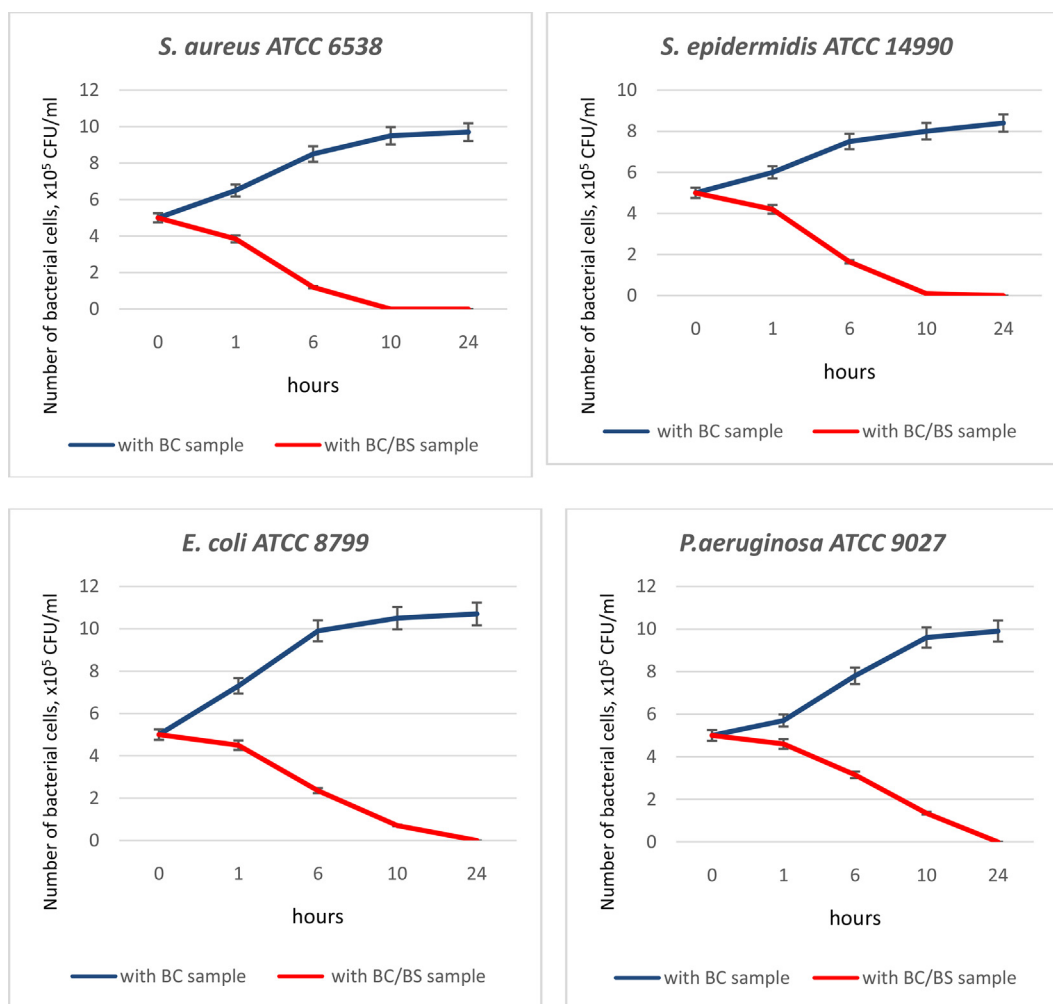 S. aureus ATCC 6538
Number of bacterial cells, x10⁵ CFU/ml
12
10
8
6
4
2
0
0 1 6 10 24
hours
with BC sample with BC/BS sample
S. epidermidis ATCC 14990
Number of bacterial cells, x10⁵ CFU/ml
10
8
6
4
2
0
0 1 6 10 24
hours
with BC sample with BC/BS sample
E. coli ATCC 8799
Number of bacterial cells, x10⁵ CFU/ml
12
10
8
6
4
2
0
0 1 6 10 24
hours
with BC sample with BC/BS sample
P.aeruginosa ATCC 9027
Number of bacterial cells, x10⁵ CFU/ml
12
10
8
6
4
2
0
0 1 6 10 24
hours
with BC sample with BC/BS sample